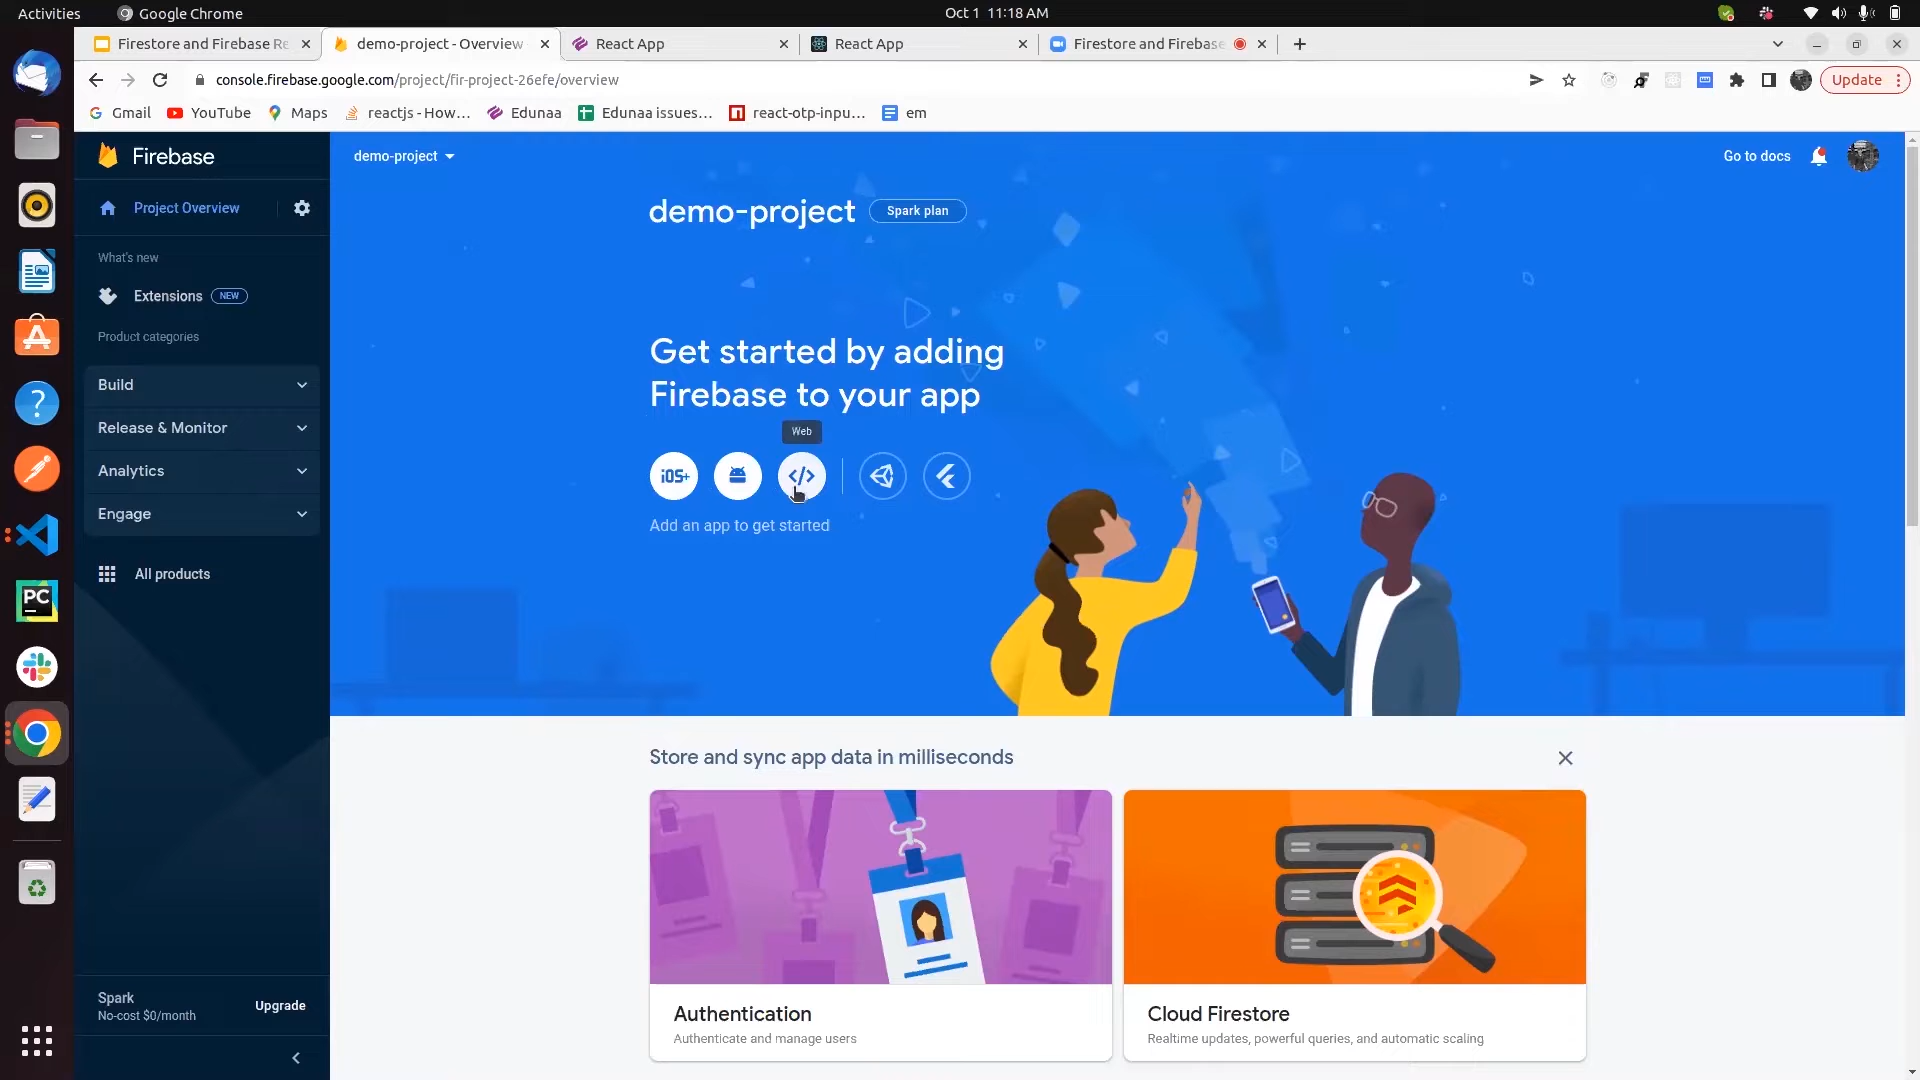 Activities
Google Chrome
Oct 1 11:18 AM
Firestore and Firebase Re
demo-project - Overview
React App
React App
Firestore and Firebase
console.firebase.google.com/project/fir-project-26efe/overview
Update
Gmail
YouTube
Maps
reactjs - How...
Edunaa
Edunaa issues...
react-otp-inpu...
em
Firebase
demo-project
Go to docs
Project Overview
demo-project
Spark plan
What's new
Extensions
NEW
Product categories
Build
Release & Monitor
Analytics
Engage
All products
Get started by adding
Firebase to your app
Web
iOS+
</>
Add an app to get started
Store and sync app data in milliseconds
Authentication
Authenticate and manage users
Cloud Firestore
Realtime updates, powerful queries, and automatic scaling
Spark
No-cost $0/month
Upgrade
PC